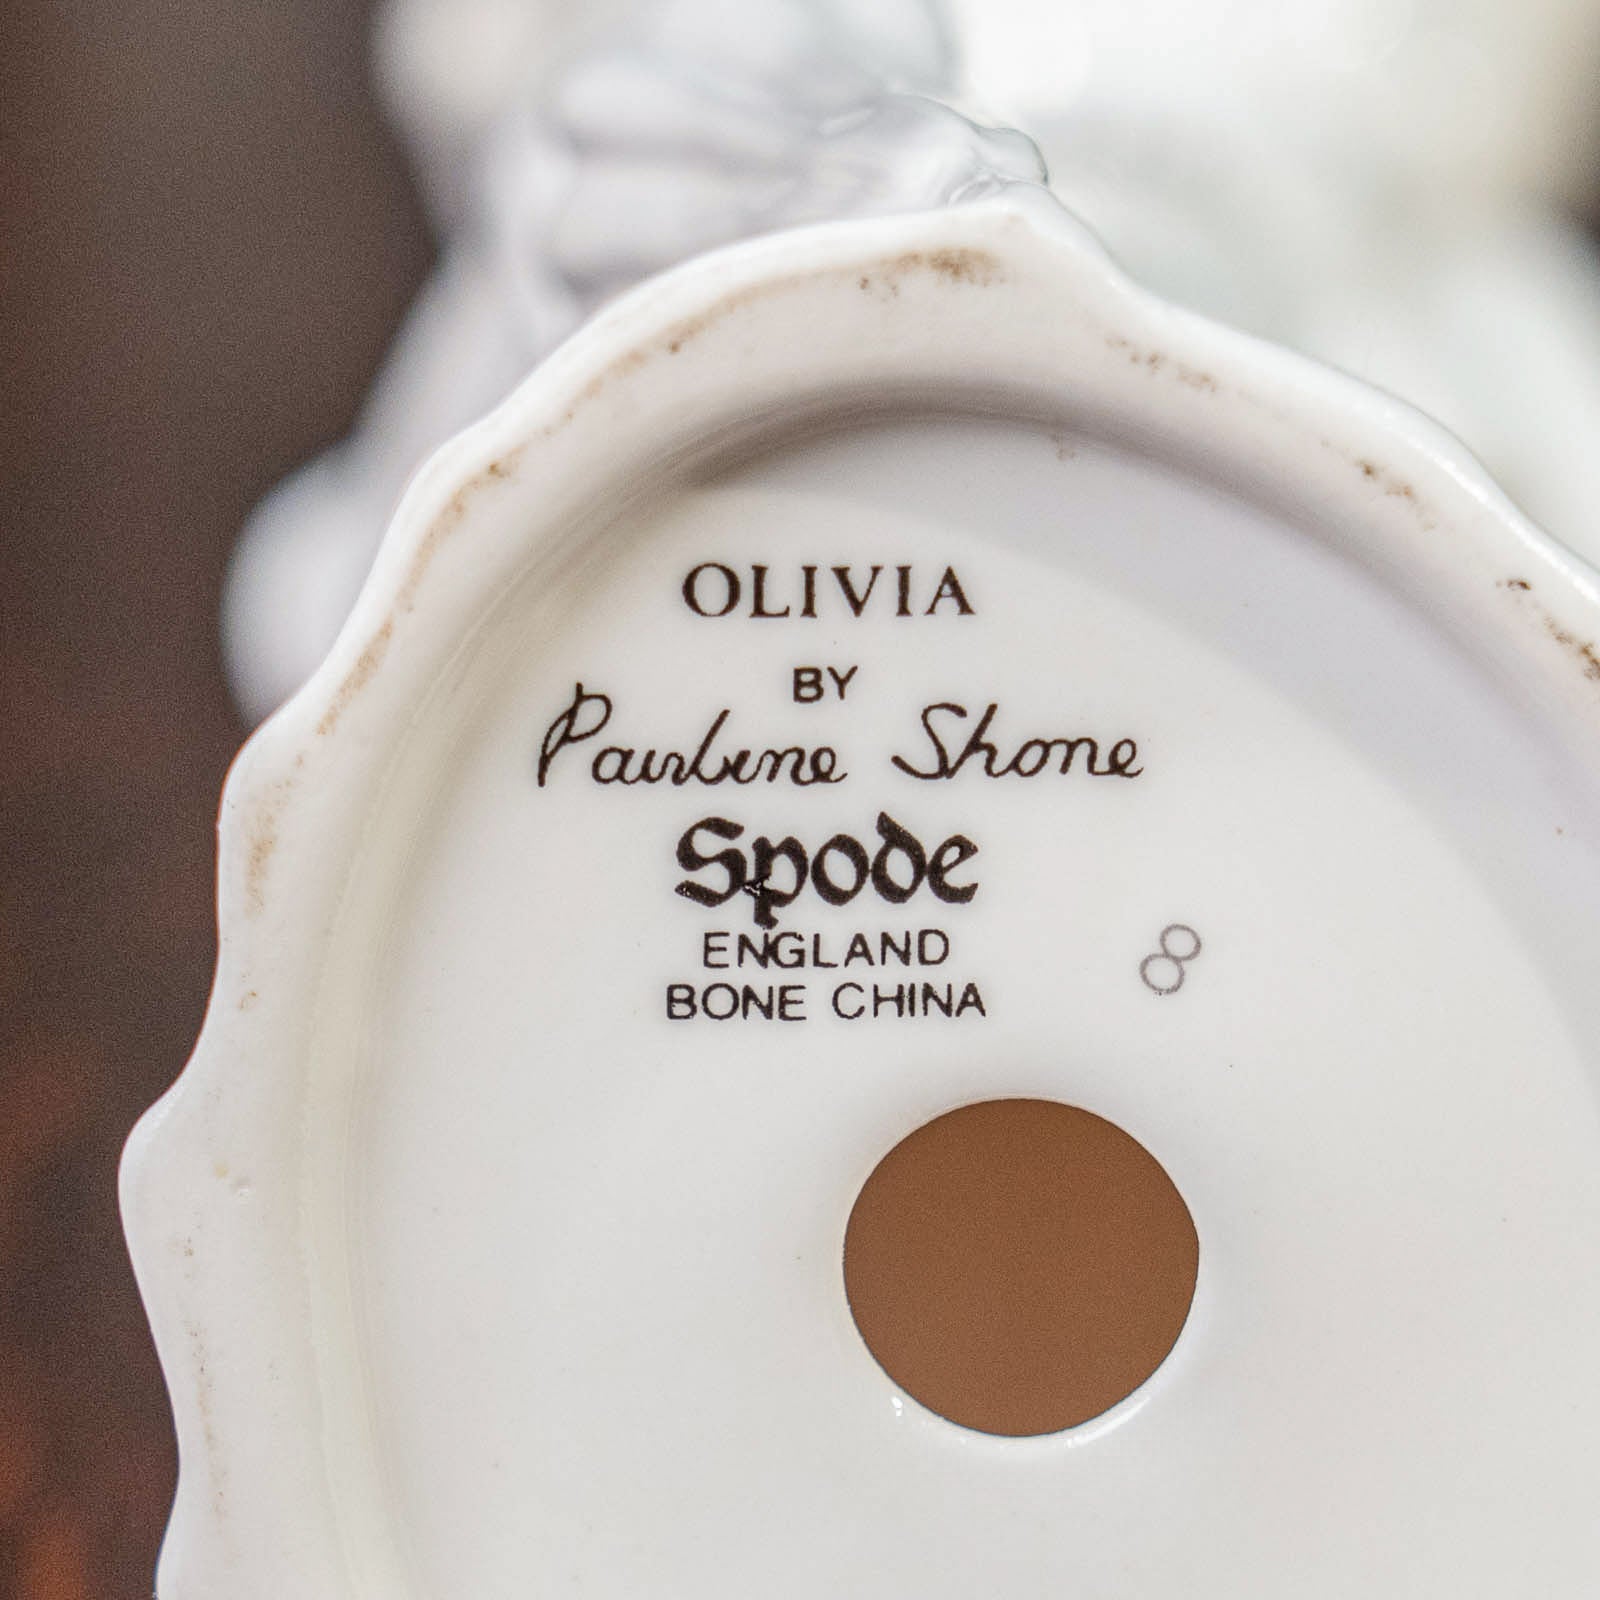 OLIVIA
BY
Pauline Shone
Spode
ENGLAND
BONE CHINA
8